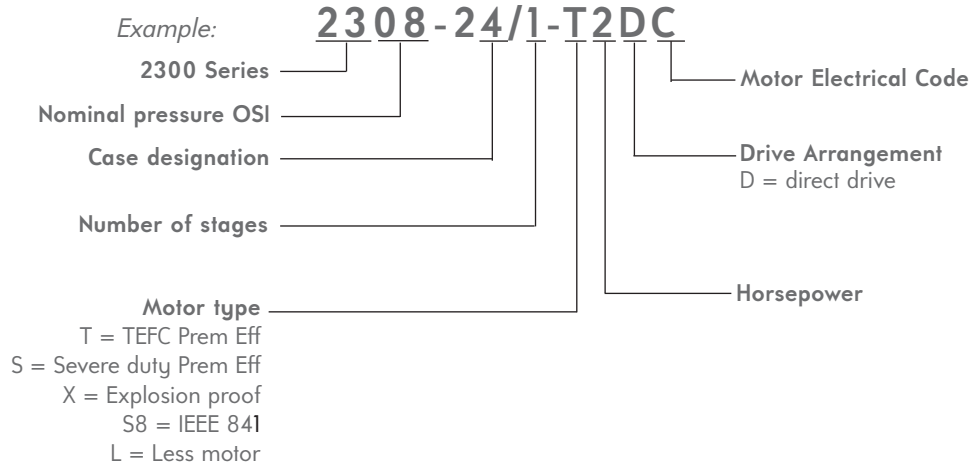 Example: 2308-24/1-T2DC
2300 Series
Nominal pressure OSI
Case designation
Number of stages
Motor type
T = TEFC Prem Eff
S = Severe duty Prem Eff
X = Explosion proof
S8 = IEEE 841
L = Less motor
Motor Electrical Code
Drive Arrangement
D = direct drive
Horsepower